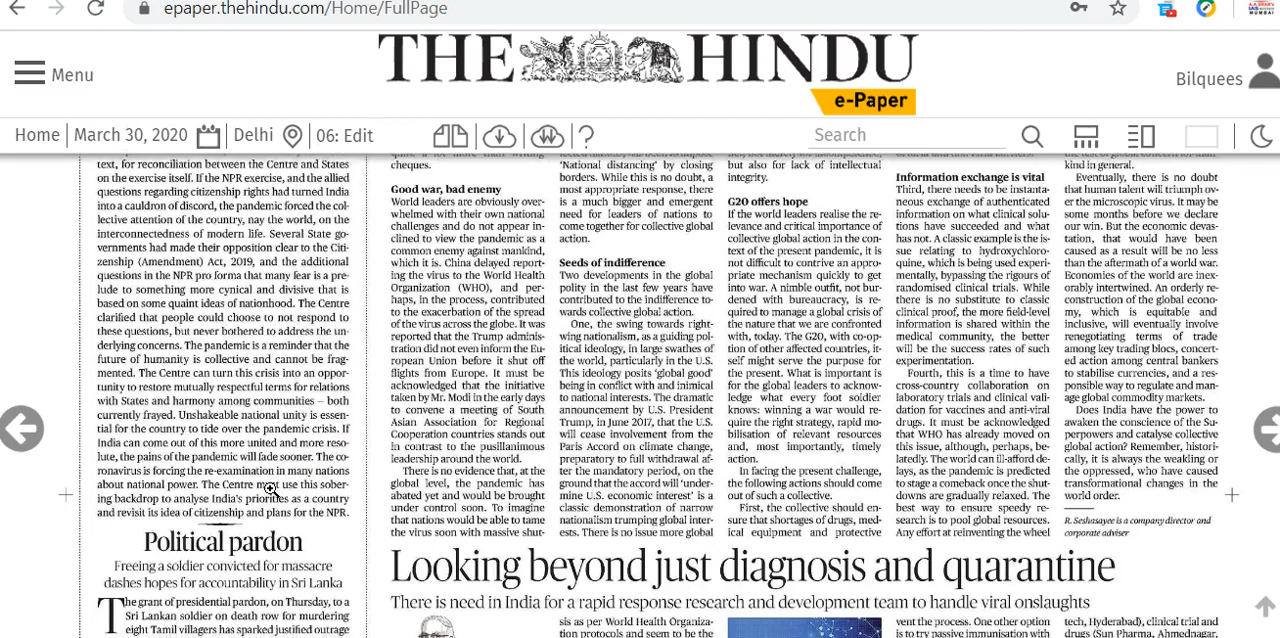 epaper.thehindu.com/Home/FullPage
THE HINDU
e-Paper
Menu
Bilquees
Home | March 30, 2020 | Delhi | 06: Edit
Search
text, for reconciliation between the Centre and States
on the exercise itself. If the NPR exercise, and the allied
questions regarding citizenship rights had turned India
into a cauldron of discord, the pandemic forced the col-
lective attention of the country, nay the world, on the
interconnectedness of modern life. Several State go-
vernments had made their opposition clear to the Citi-
zenship (Amendment) Act, 2019, and the additional
questions in the NPR pro forma that many fear is a pre-
lude to something more cynical and divisive that is
based on some quaint ideas of nationhood. The Centre
clarified that people could choose to not respond to
these questions, but never bothered to address the un-
derlying concerns. The pandemic is a reminder that the
future of humanity is collective and cannot be frag-
mented. The Centre can turn this crisis into an oppor-
tunity to restore mutually respected terms for relations
with States and harmony among communities – both
currently frayed. Unshakeable national unity is essen-
tial for the country to tide over the pandemic crisis. If
India can come out of this more united and more reso-
lute, the pains of the pandemic will fade sooner. The co-
ronavirus is forcing the re-examination in many nations
about national power. The Centre must use this sober-
ing backdrop to analyse India's priorities as a country
and revisit its idea of citizenship and plans for the NPR.
Political pardon
Freeing a soldier convicted for massacre
dashes hopes for accountability in Sri Lanka
The grant of presidential pardon, on Thursday, to a
Sri Lankan soldier on death row for murdering
eight Tamil villagers has sparked justified outrage
cheques.
Good war, bad enemy
World leaders are obviously over-
whelmed with their own national
challenges and do not appear in-
clined to view the pandemic as a
common enemy against mankind,
which it is. China delayed report-
ing the virus to the World Health
Organization (WHO), and per-
haps, in the process, contributed
to the exacerbation of the spread
of the virus across the globe. It was
reported that the Trump adminis-
tration did not even inform the Eu-
ropean Union before it shut off
flights from Europe. It must be
acknowledged that the initiative
taken by Mr. Modi in the early days
to convene a meeting of South
Asian Association for Regional
Cooperation countries stands out
in contrast to the pusillanimous
leadership around the world.
There is no evidence that, at the
global level, the pandemic has
abated yet and would be brought
under control soon. To imagine
that nations would be able to tame
the virus soon with massive shut-
'National distancing' by closing
borders. While this is no doubt, a
most appropriate response, there
is a much bigger and emergent
need for leaders of nations to
come together for collective global
action.
Seeds of indifference
Two developments in the global
polity in the last few years have
contributed to the indifference to-
wards collective global action.
One, the swing towards right-
wing nationalism, as a guiding pol-
itical ideology, in large swathes of
the world, particularly in the U.S.
This ideology posits 'global good'
being in conflict with and inimical
to national interests. The dramatic
announcement by U.S. President
Trump, in June 2017, that the U.S.
will cease involvement from the
Paris Accord on climate change,
preparatory to full withdrawal af-
ter the mandatory period, on the
ground that the accord will 'under-
mine U.S. economic interest' is a
classic demonstration of narrow
nationalism trumping global inter-
ests. There is no issue more global
but also for lack of intellectual
integrity.
G20 offers hope
If the world leaders realise the re-
levance and critical importance of
collective global action in the con-
text of the present pandemic, it is
not difficult to contrive an appro-
priate mechanism quickly to get
into war. A nimble outfit, not bur-
dened with bureaucracy, is re-
quired to manage a global crisis of
the nature that we are confronted
with, today. The G20, with co-op-
tion of other affected countries, it-
self might serve the purpose for
the present. What is important is
for the global leaders to acknow-
ledge what every foot soldier
knows: winning a war would re-
quire the right strategy, rapid mo-
bilisation of relevant resources
and, most importantly, timely
action.
In facing the present challenge,
the following actions should come
out of such a collective.
First, the collective should en-
sure that shortages of drugs, med-
ical equipment and protective
Information exchange is vital
Third, there needs to be instanta-
neous exchange of authenticated
information on what clinical solu-
tions have succeeded and what
has not. A classic example is the is-
sue relating to hydroxychloro-
quine, which is being used experi-
mentally, bypassing the rigours of
randomised clinical trials. While
there is no substitute to classic
clinical proof, the more field-level
information is shared within the
medical community, the better
will be the success rates of such
experimentation.
Fourth, this is a time to have
cross-country collaboration on
laboratory trials and clinical vali-
dation for vaccines and anti-viral
drugs. It must be acknowledged
that WHO has already moved on
this issue, although, perhaps, be-
latedly. The world can ill-afford de-
lays, as the pandemic is predicted
to stage a comeback once the shut-
downs are gradually relaxed. The
best way to ensure speedy re-
search is to pool global resources.
Any effort at reinventing the wheel
kind in general.
Eventually, there is no doubt
that human talent will triumph ov-
er the microscopic virus. It may be
some months before we declare
our win. But the economic devas-
tation, that would have been
caused as a result will be no less
than the aftermath of a world war.
Economies of the world are inex-
orably intertwined. An orderly re-
construction of the global econo-
my, which is equitable and
inclusive, will eventually involve
renegotiating terms of trade
among key trading blocs, concert-
ed action among central bankers
to stabilise currencies, and a res-
ponsible way to regulate and man-
age global commodity markets.
Does India have the power to
awaken the conscience of the Su-
perpowers and catalyse collective
global action? Remember, histori-
cally, it is always the weakling or
the oppressed, who have caused
transformational changes in the
world order.
R. Seshasayee is a company director and
corporate adviser
Looking beyond just diagnosis and quarantine
There is need in India for a rapid response research and development team to handle viral onslaughts
sis as per World Health Organiza-
tion protocols and seem to be the
vent the process. One other option
is to try passive immunisation with
tech, Hyderabad), clinical trial and
drugs (San Pharma, Ahmednagar,